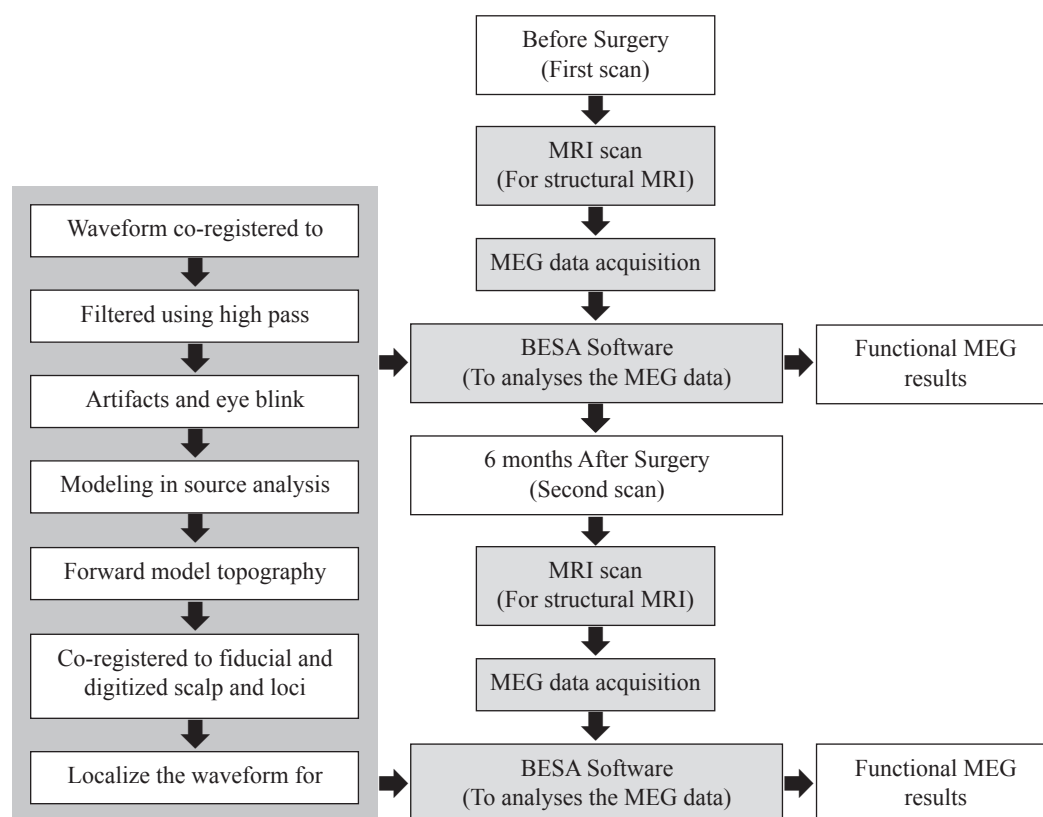 Before Surgery
(First scan)
MRI scan
(For structural MRI)
MEG data acquisition
BESA Software
(To analyses the MEG data)
Functional MEG
results
6 months After Surgery
(Second scan)
MRI scan
(For structural MRI)
MEG data acquisition
BESA Software
(To analyses the MEG data)
Functional MEG
results
Waveform co-registered to
Filtered using high pass
Artifacts and eye blink
Modeling in source analysis
Forward model topography
Co-registered to fiducial and
digitized scalp and loci
Localize the waveform for